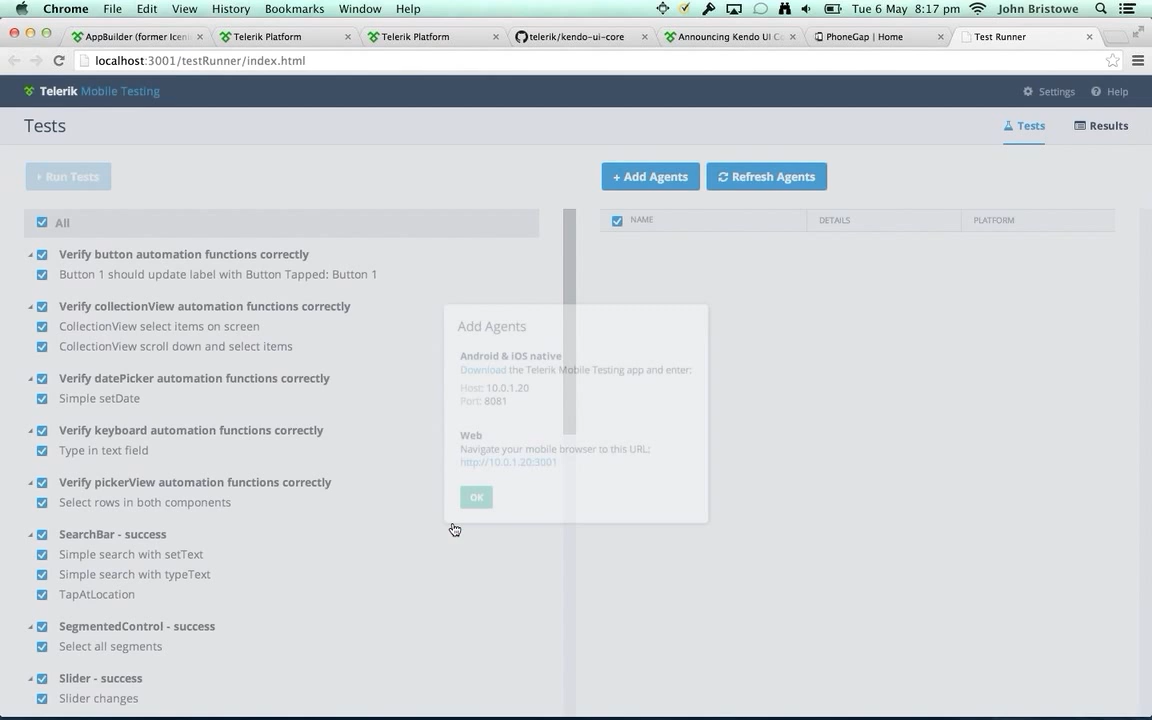 Chrome File Edit View History Bookmarks Window Help Tue 6 May 8:17 pm John Bristowe
AppBuilder (former Iceni
Telerik Platform
Telerik Platform
telerik/kendo-ui-core
Announcing Kendo UI Co
PhoneGap | Home
Test Runner
localhost:3001/testRunner/index.html
Telerik Mobile Testing
Settings
Help
Tests
Tests
Results
Run Tests
+ Add Agents
Refresh Agents
All
NAME
DETAILS
PLATFORM
Verify button automation functions correctly
Button 1 should update label with Button Tapped: Button 1
Verify collectionView automation functions correctly
CollectionView select items on screen
CollectionView scroll down and select items
Verify datePicker automation functions correctly
Simple setDate
Verify keyboard automation functions correctly
Type in text field
Verify pickerView automation functions correctly
Select rows in both components
SearchBar - success
Simple search with setText
Simple search with typeText
TapAtLocation
SegmentedControl - success
Select all segments
Slider - success
Slider changes
Add Agents
Android & iOS native
Download the Telerik Mobile Testing app and enter:
Host: 10.0.1.20
Port: 8081
Web
Navigate your mobile browser to this URL:
http://10.0.1.20:3001
OK